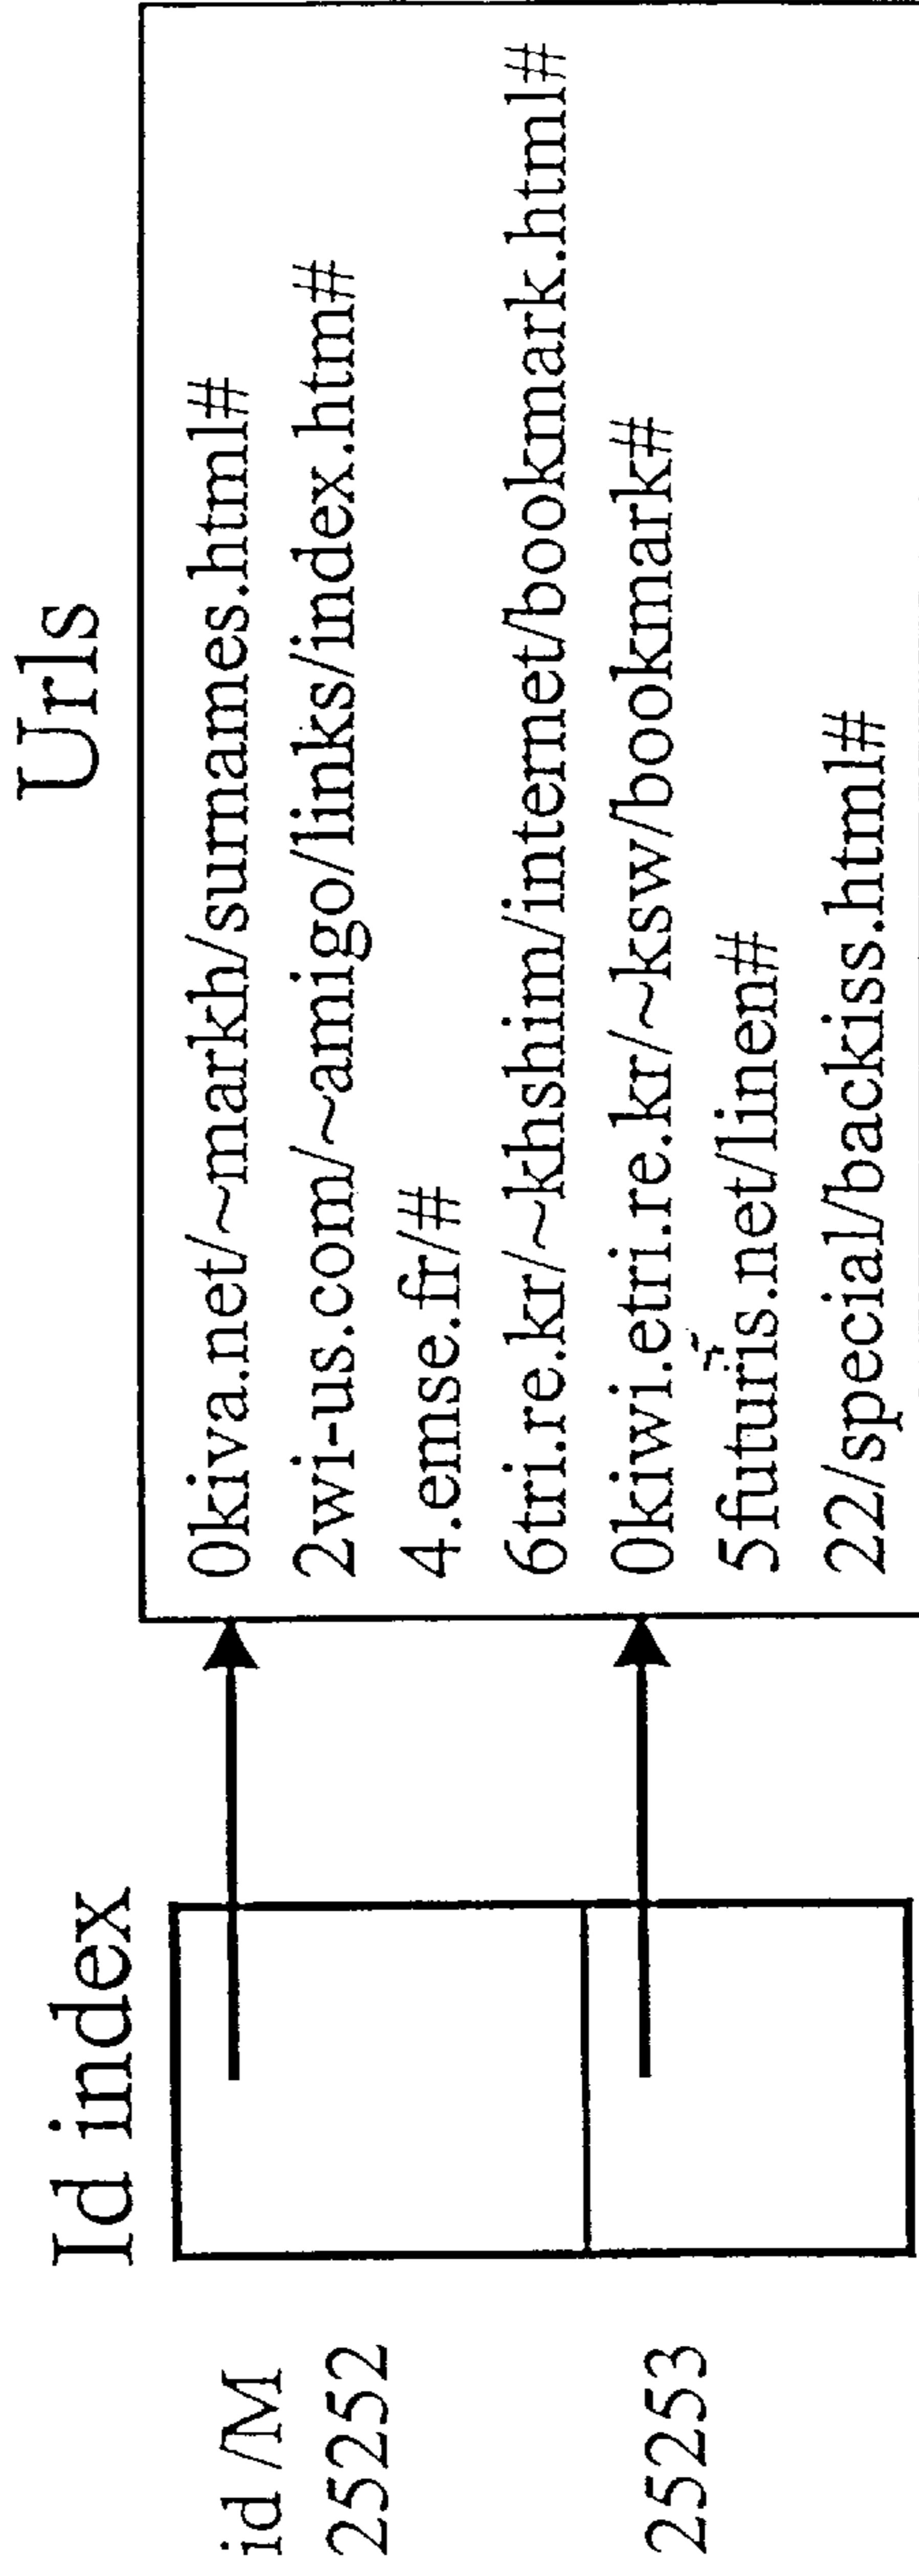 Id index
Urls
id /M
25252
25253
0kiva.net/~markh/surnames.html#
2wi-us.com/~amigo/links/index.htm#
4.emse.fr/#
6tri.re.kr/~khshim/internet/bookmark.html#
0kiwi.etri.re.kr/~ksw/bookmark#
5futuris.net/linen#
22/special/backiss.html#